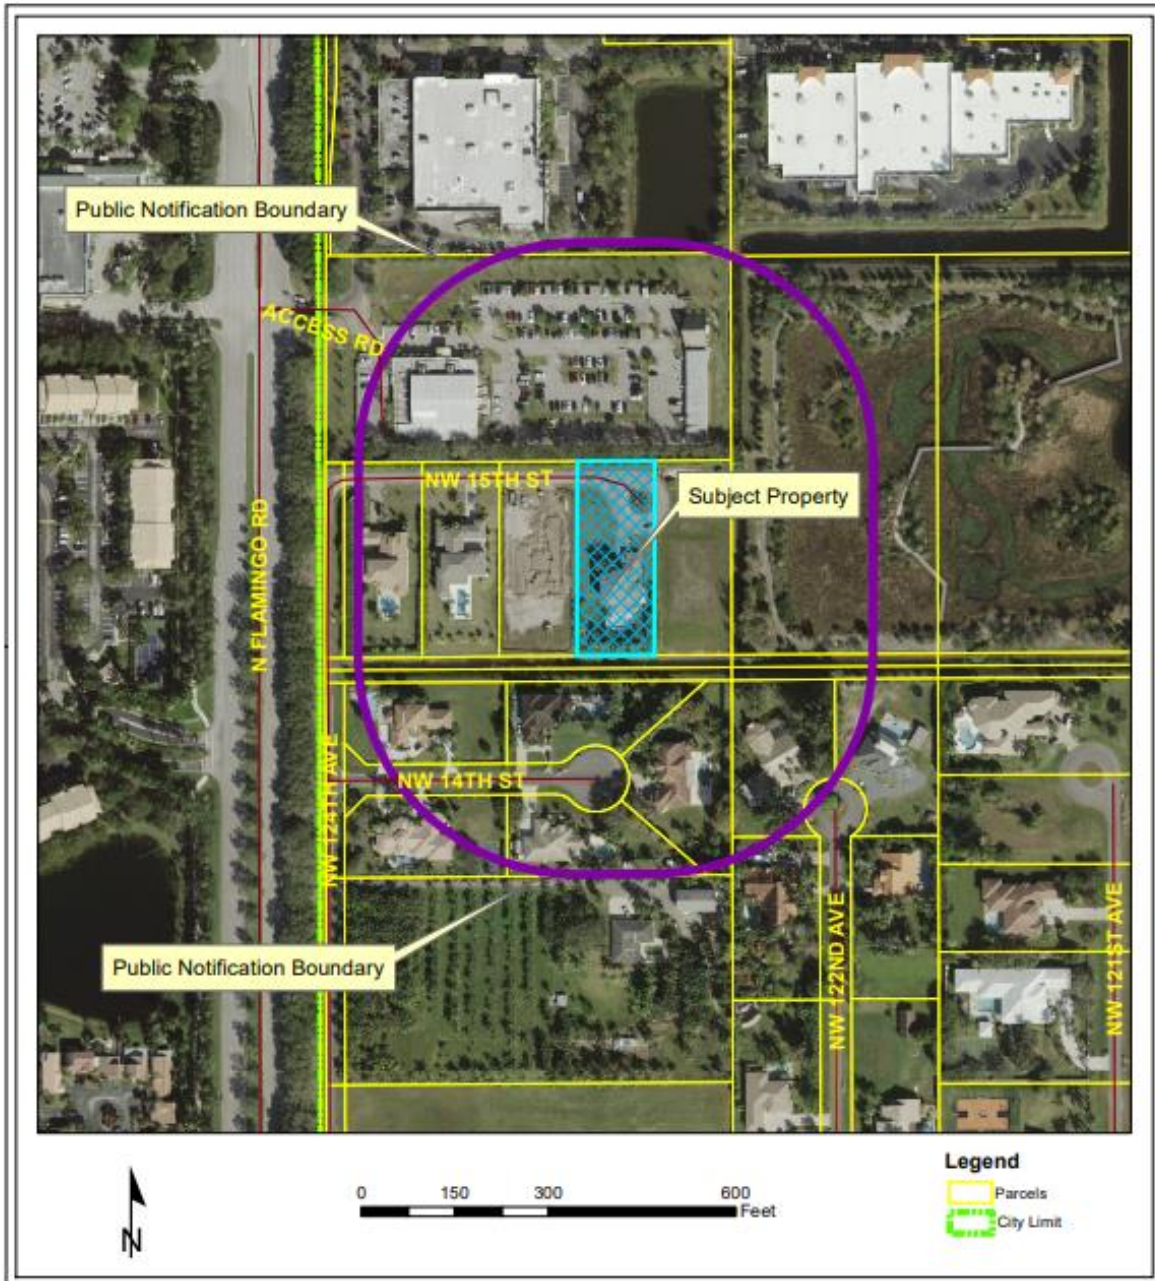 Public Notification Boundary
ACCESS RD
NW 15TH ST
Subject Property
N FLAMINGO RD
NW 124TH AVE
NW 14TH ST
Public Notification Boundary
NW 122ND AVE
NW 121ST AVE
N
0 150 300 600
Feet
Legend
Parcels
City Limit